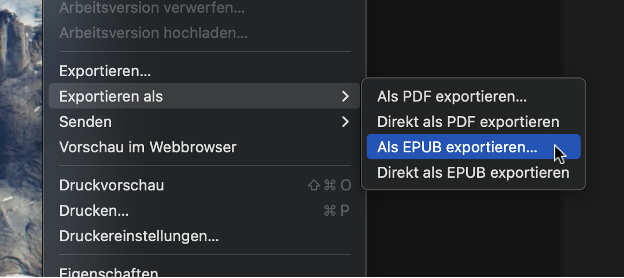 Arbeitsversion verwerfen...
Arbeitsversion hochladen...
Exportieren...
Exportieren als
Senden
Vorschau im Webbrowser
Druckvorschau ⇧⌘ O
Drucken... ⌘ P
Druckereinstellungen...
Eigenschaften
Als PDF exportieren...
Direkt als PDF exportieren
Als EPUB exportieren...
Direkt als EPUB exportieren